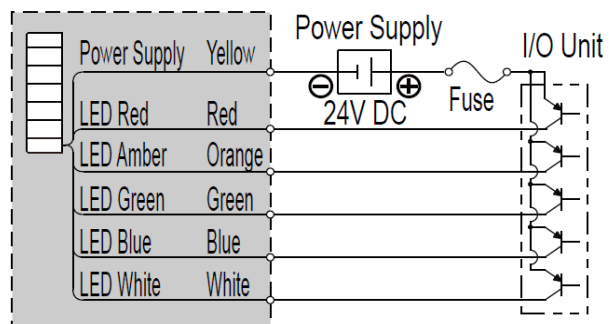 Power Supply
I/O Unit
Power Supply Yellow
24V DC
Fuse
LED Red Red
LED Amber Orange
LED Green Green
LED Blue Blue
LED White White